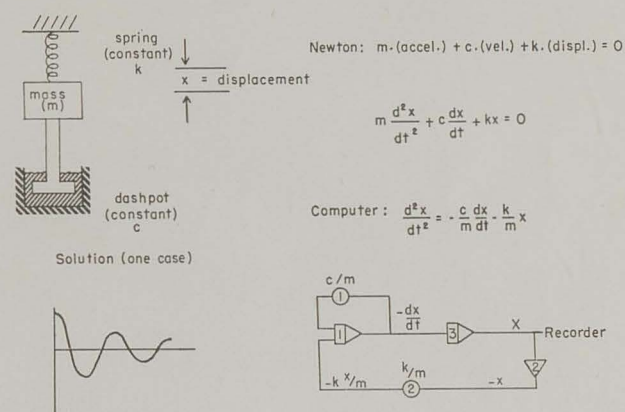 spring
(constant)
k
x = displacement
mass
(m)
dashpot
(constant)
c
Newton: m.(accel.) + c.(vel.) + k.(displ.) = 0
m d²x/dt² + c dx/dt + kx = 0
Computer: d²x/dt² = - c/m dx/dt - k/m x
Solution (one case)
c/m
1
1
-dx/dt
3
X
Recorder
2
k/m
2
-k x/m
-x